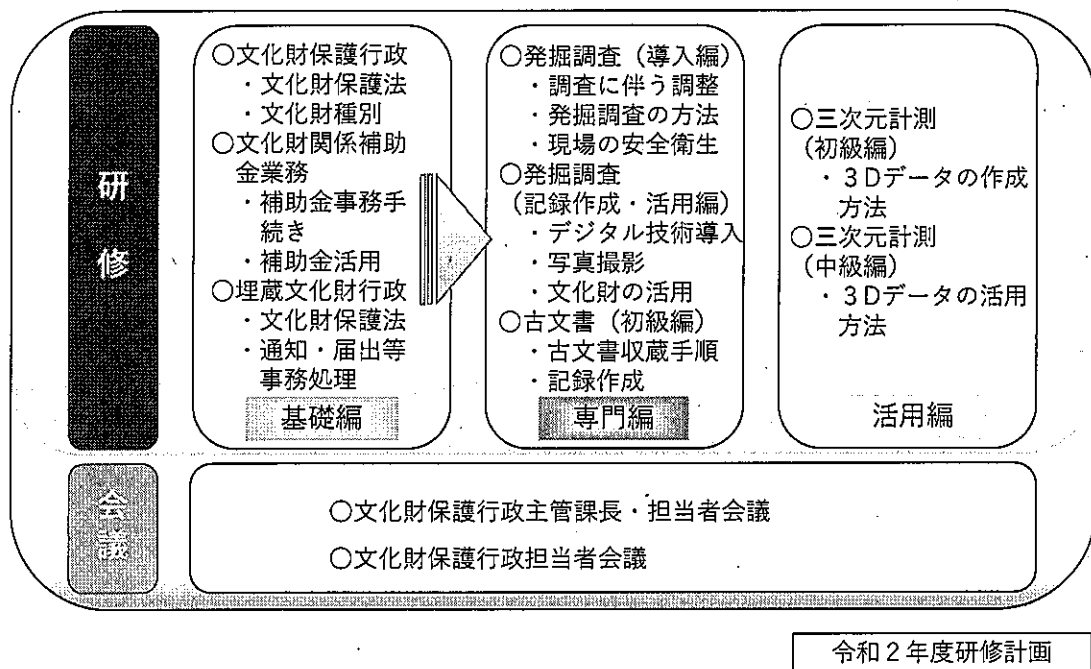 研修
○文化財保護行政
・文化財保護法
・文化財種別
○文化財関係補助
金業務
・補助金事務手
続き
・補助金活用
○埋蔵文化財行政
・文化財保護法
・通知・届出等
事務処理
基礎編
○発掘調査（導入編）
・調査に伴う調整
・発掘調査の方法
・現場の安全衛生
○発掘調査
（記録作成・活用編）
・デジタル技術導入
・写真撮影
・文化財の活用
○古文書（初級編）
・古文書収蔵手順
・記録作成
専門編
○三次元計測
（初級編）
・３Ｄデータの作成
方法
○三次元計測
（中級編）
・３Ｄデータの活用
方法
活用編
会議
○文化財保護行政主管課長・担当者会議
○文化財保護行政担当者会議
令和２年度研修計画